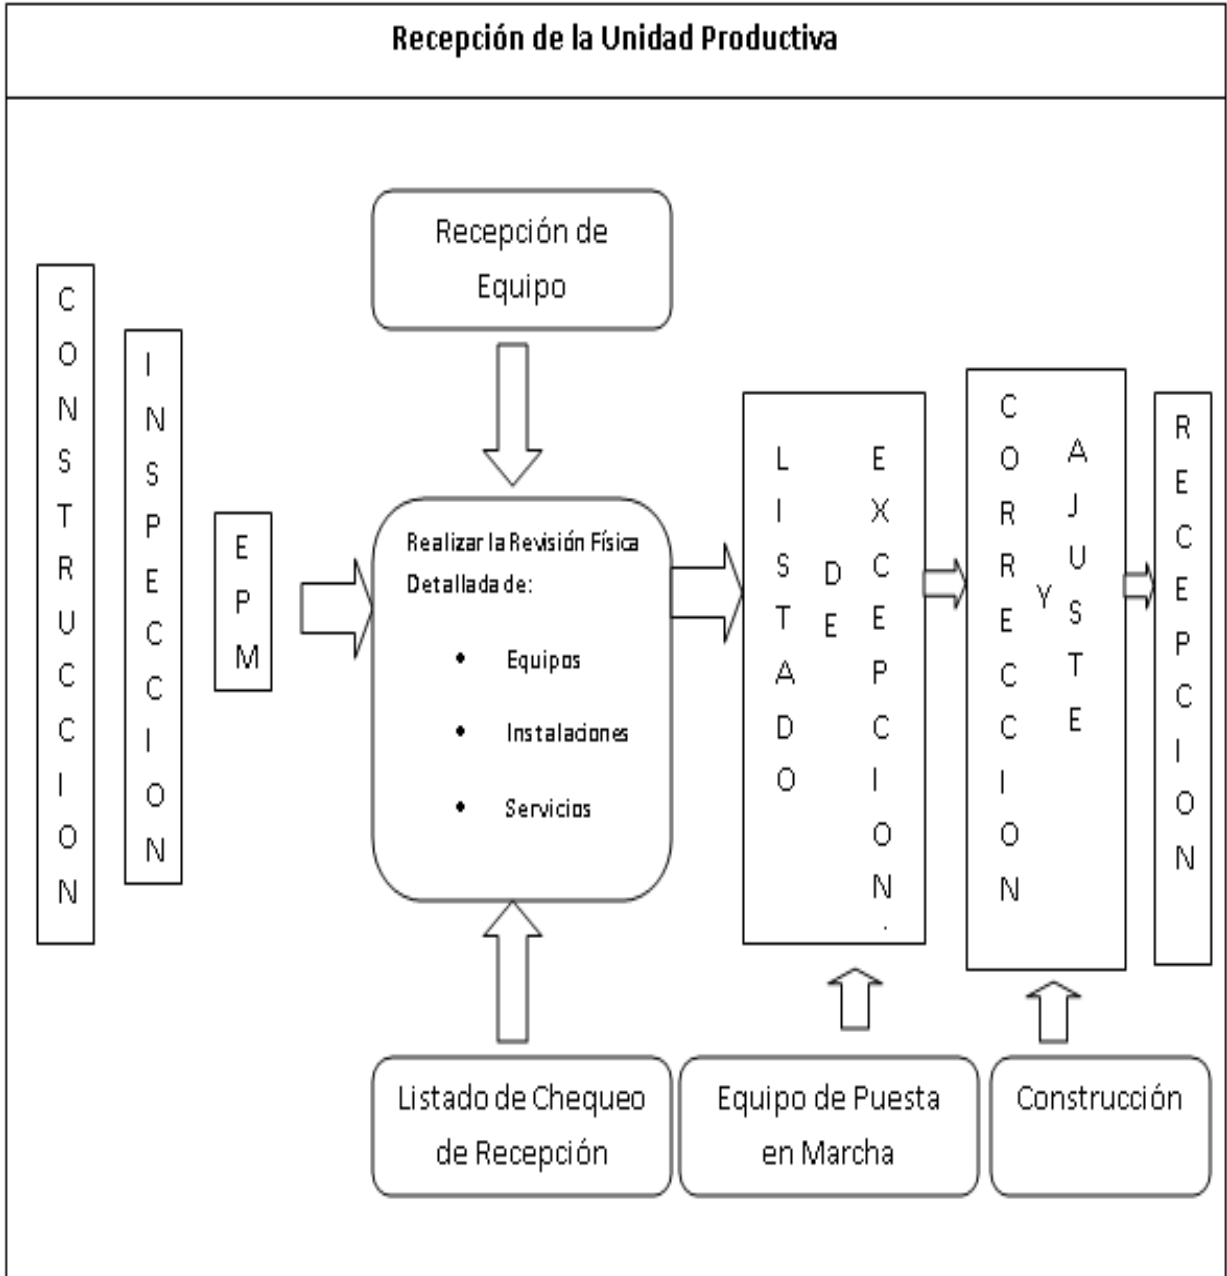 Recepción de la Unidad Productiva
Recepción de
Equipo
CONSTRUCCION
INSPECCION
EPM
Realizar la Revisión Física
Detallada de:
• Equipos
• Instalaciones
• Servicios
LISTADO
DE
EXCEPCION.
CORRECCION
Y
AJUSTE
RECEPCION
Listado de Chequeo
de Recepción
Equipo de Puesta
en Marcha
Construcción